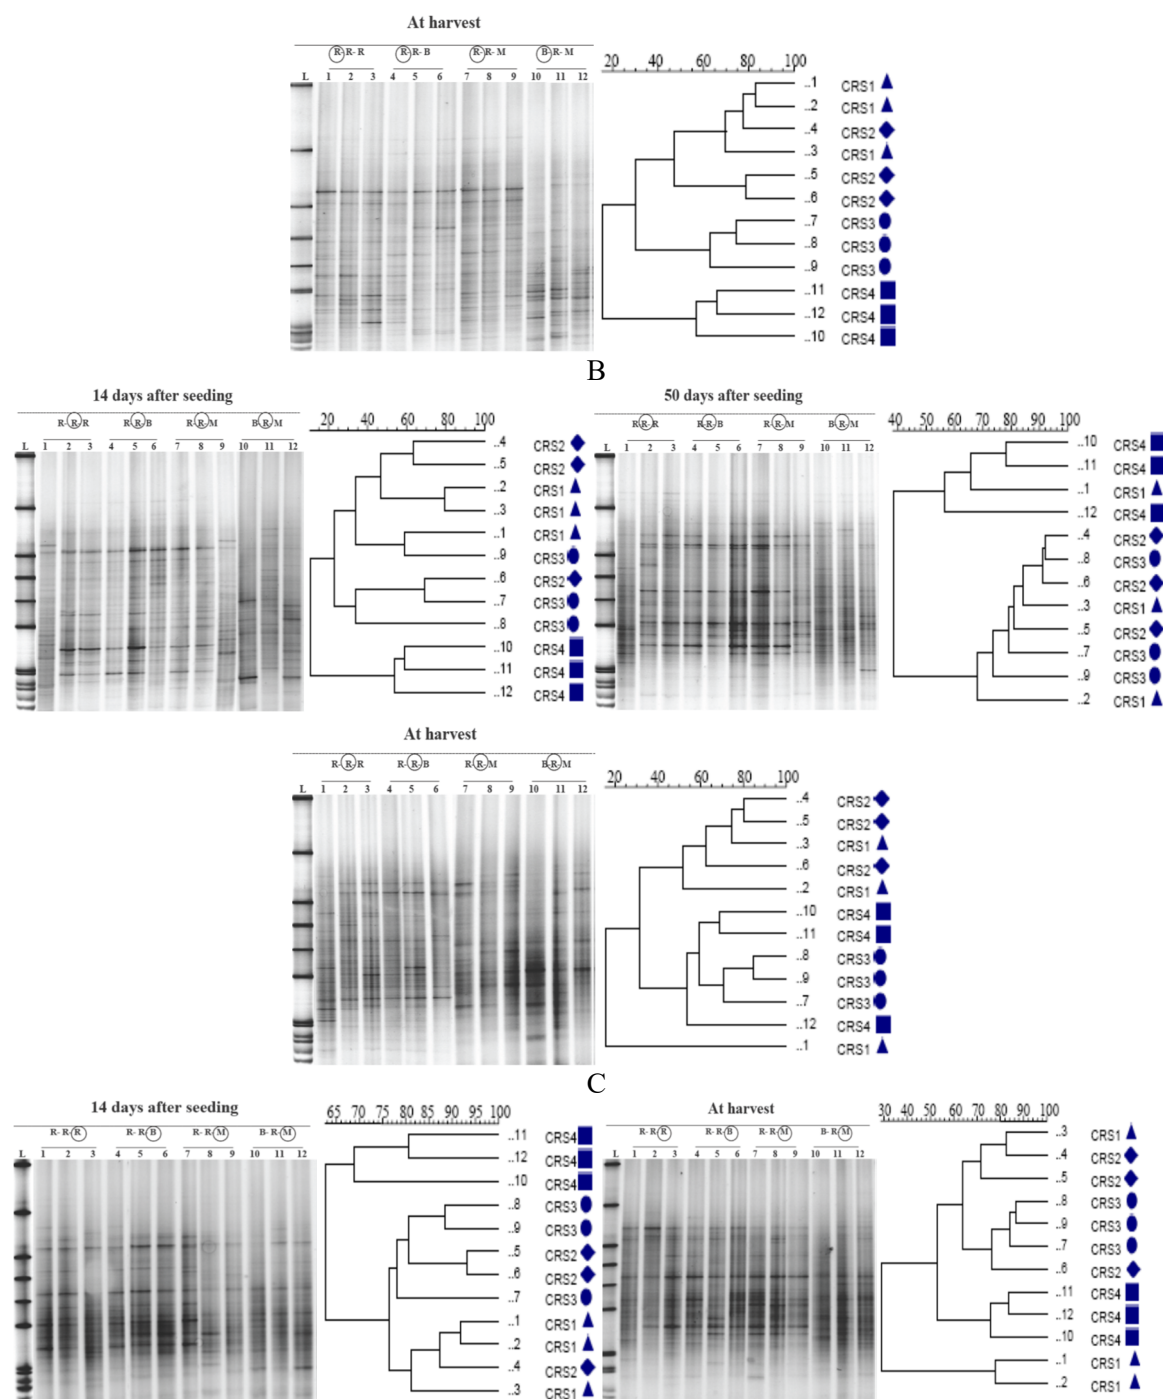 At harvest
R-R-R R-R-B R-R-M B-R-M
L 1 2 3 4 5 6 7 8 9 10 11 12
20 40 60 80 100
..1 CRS1
..2 CRS1
..4 CRS2
..3 CRS1
..5 CRS2
..6 CRS2
..7 CRS3
..8 CRS3
..9 CRS3
..11 CRS4
..12 CRS4
..10 CRS4
B
14 days after seeding
R-R-R R-R-B R-R-M B-R-M
L 1 2 3 4 5 6 7 8 9 10 11 12
20 40 60 80 100
..4 CRS2
..5 CRS2
..2 CRS1
..3 CRS1
..1 CRS1
..9 CRS3
..6 CRS2
..7 CRS3
..8 CRS3
..10 CRS4
..11 CRS4
..12 CRS4
50 days after seeding
R-R-R R-R-B R-R-M B-R-M
L 1 2 3 4 5 6 7 8 9 10 11 12
40 50 60 70 80 90 100
..10 CRS4
..11 CRS4
..1 CRS1
..12 CRS4
..4 CRS2
..8 CRS3
..6 CRS2
..3 CRS1
..5 CRS2
..7 CRS3
..9 CRS3
..2 CRS1
At harvest
R-R-R R-R-B R-R-M B-R-M
L 1 2 3 4 5 6 7 8 9 10 11 12
20 40 60 80 100
..4 CRS2
..5 CRS2
..3 CRS1
..6 CRS2
..2 CRS1
..10 CRS4
..11 CRS4
..8 CRS3
..9 CRS3
..7 CRS3
..12 CRS4
..1 CRS1
C
14 days after seeding
R-R-R R-R-B R-R-M B-R-M
L 1 2 3 4 5 6 7 8 9 10 11 12
65 70 75 80 85 90 95 100
..11 CRS4
..12 CRS4
..10 CRS4
..8 CRS3
..9 CRS3
..5 CRS2
..6 CRS2
..7 CRS3
..1 CRS1
..2 CRS1
..4 CRS2
..3 CRS1
At harvest
R-R-R R-R-B R-R-M B-R-M
L 1 2 3 4 5 6 7 8 9 10 11 12
30 40 50 60 70 80 90 100
..3 CRS1
..4 CRS2
..5 CRS2
..8 CRS3
..9 CRS3
..7 CRS3
..6 CRS2
..11 CRS4
..12 CRS4
..10 CRS4
..1 CRS1
..2 CRS1